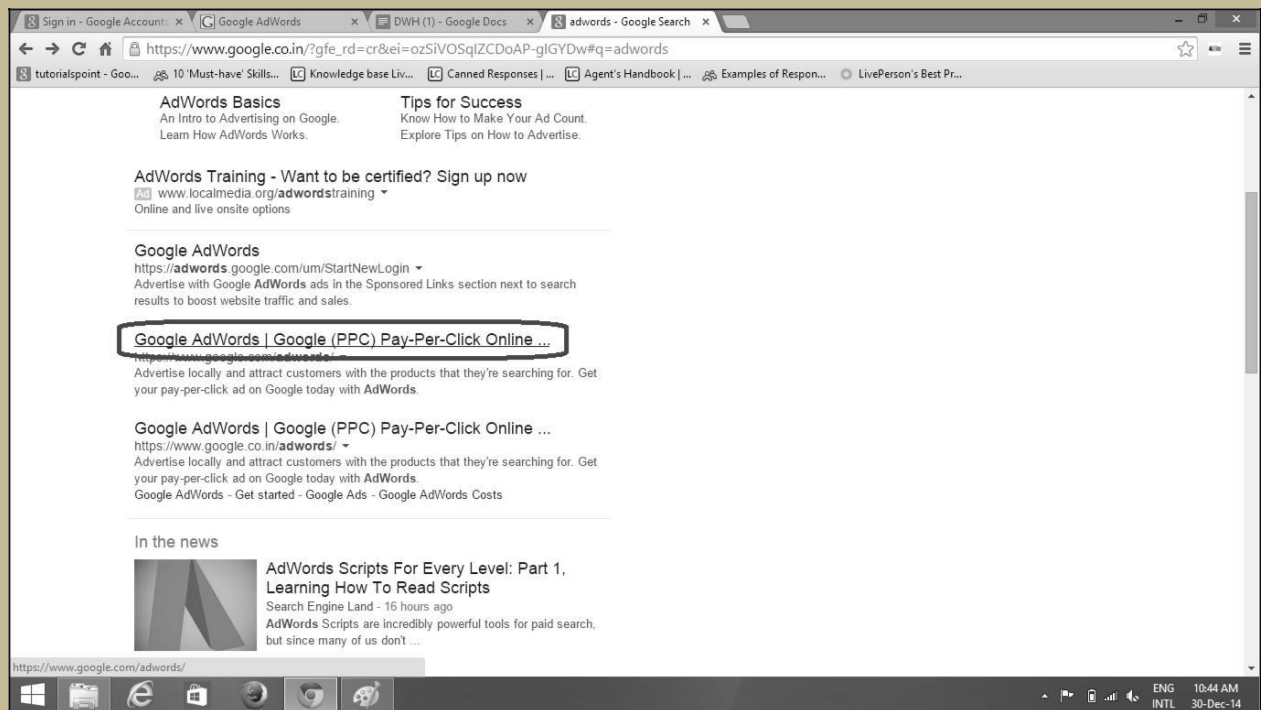 Sign in - Google Accounts
Google AdWords
DWH (1) - Google Docs
adwords - Google Search
https://www.google.co.in/?gfe_rd=cr&ei=ozSiVOSqIZCDoAP-gIGYDw#q=adwords
tutorialspoint - Goo...
10 'Must-have' Skills...
Knowledge base Liv...
Canned Responses | ...
Agent's Handbook | ...
Examples of Respon...
LivePerson's Best Pr...
AdWords Basics
An Intro to Advertising on Google.
Learn How AdWords Works.
Tips for Success
Know How to Make Your Ad Count.
Explore Tips on How to Advertise.
AdWords Training - Want to be certified? Sign up now
Ad www.localmedia.org/adwordstraining
Online and live onsite options
Google AdWords
https://adwords.google.com/um/StartNewLogin
Advertise with Google AdWords ads in the Sponsored Links section next to search
results to boost website traffic and sales.
Google AdWords | Google (PPC) Pay-Per-Click Online ...
https://www.google.com/adwords/
Advertise locally and attract customers with the products that they're searching for. Get
your pay-per-click ad on Google today with AdWords.
Google AdWords | Google (PPC) Pay-Per-Click Online ...
https://www.google.co.in/adwords/
Advertise locally and attract customers with the products that they're searching for. Get
your pay-per-click ad on Google today with AdWords.
Google AdWords - Get started - Google Ads - Google AdWords Costs
In the news
AdWords Scripts For Every Level: Part 1,
Learning How To Read Scripts
Search Engine Land - 16 hours ago
AdWords Scripts are incredibly powerful tools for paid search,
but since many of us don't ...
https://www.google.com/adwords/
ENG
INTL
10:44 AM
30-Dec-14